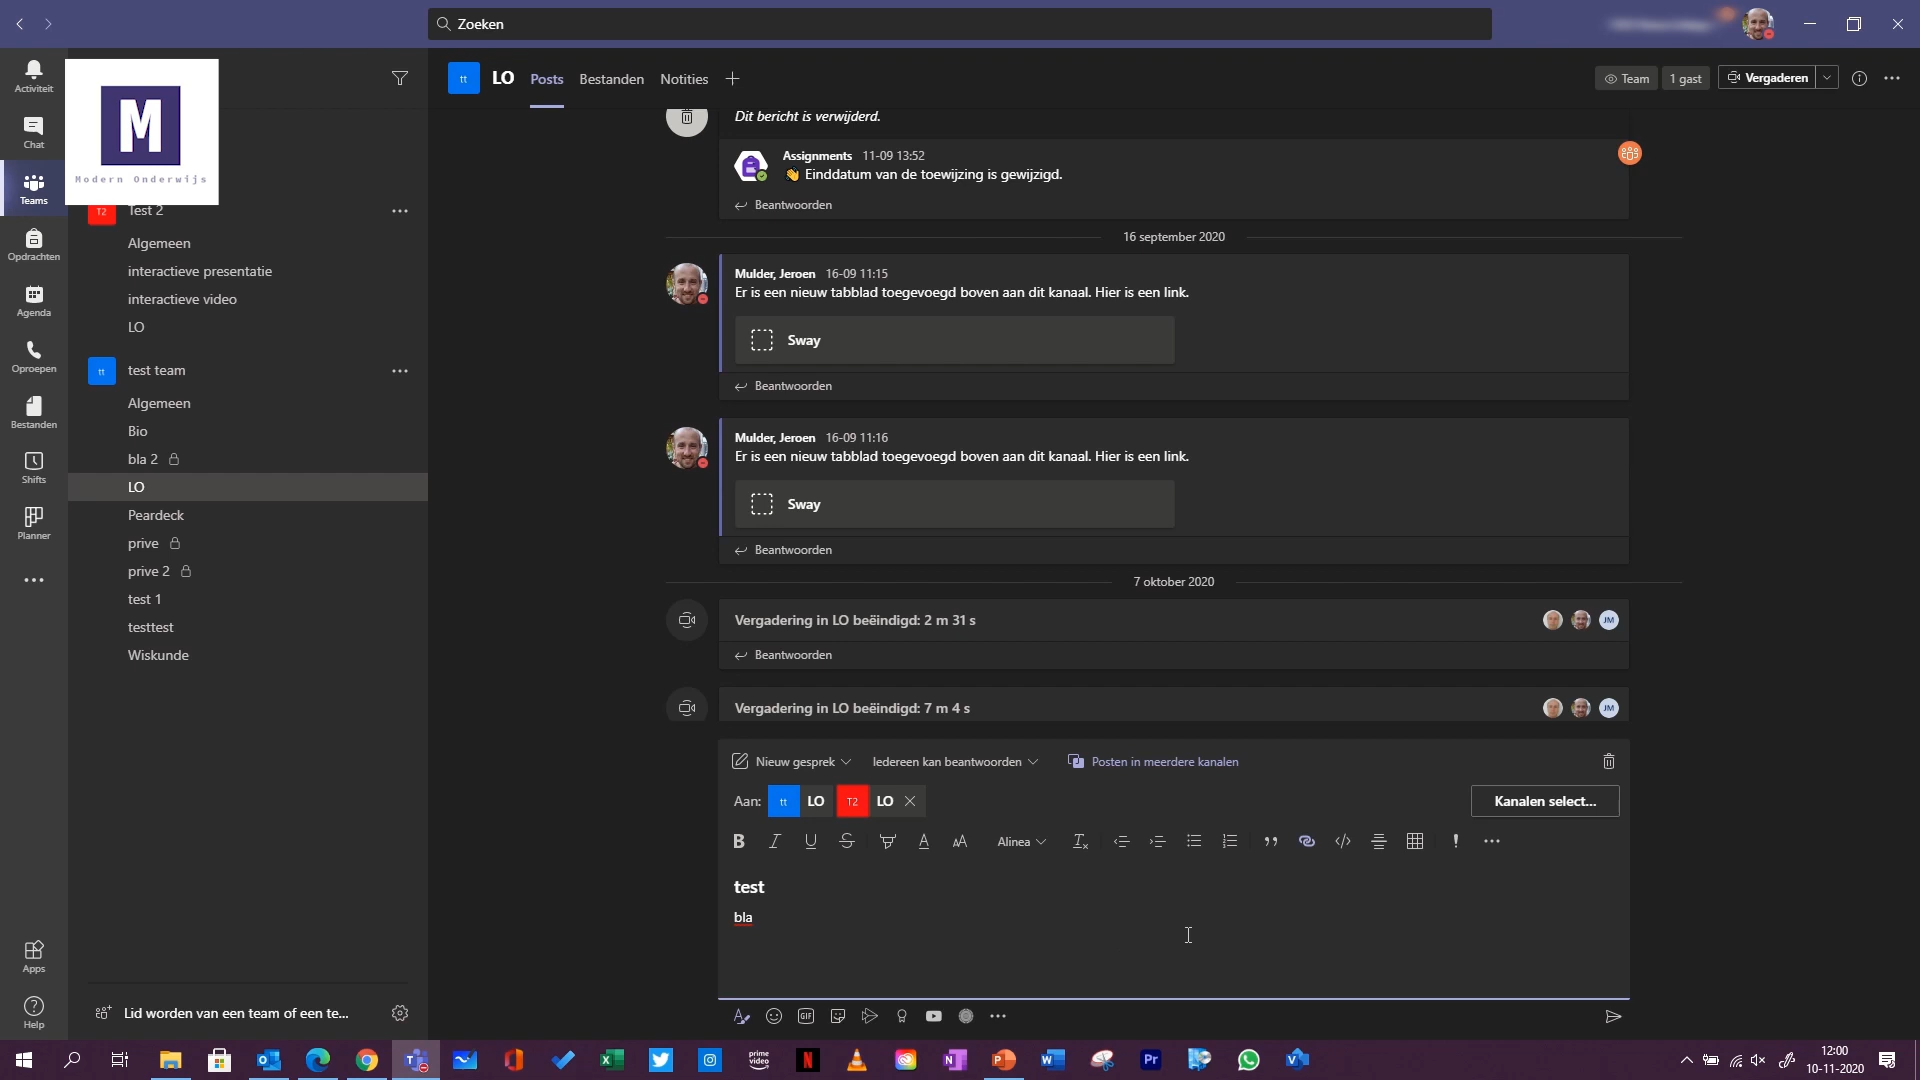 Zoeken
Activiteit
Chat
Teams
Opdrachten
Agenda
Oproepen
Bestanden
Shifts
Planner
Apps
Help
M
Modern Onderwijs
T2 Test 2
Algemeen
interactieve presentatie
interactieve video
LO
tt test team
Algemeen
Bio
bla 2
LO
Peardeck
prive
prive 2
test 1
testtest
Wiskunde
Lid worden van een team of een te...
tt LO Posts Bestanden Notities
Team 1 gast Vergaderen
Dit bericht is verwijderd.
Assignments 11-09 13:52
Einddatum van de toewijzing is gewijzigd.
Beantwoorden
16 september 2020
Mulder, Jeroen 16-09 11:15
Er is een nieuw tabblad toegevoegd boven aan dit kanaal. Hier is een link.
Sway
Beantwoorden
Mulder, Jeroen 16-09 11:16
Er is een nieuw tabblad toegevoegd boven aan dit kanaal. Hier is een link.
Sway
Beantwoorden
7 oktober 2020
Vergadering in LO beëindigd: 2 m 31 s JM
Beantwoorden
Vergadering in LO beëindigd: 7 m 4 s JM
Nieuw gesprek Iedereen kan beantwoorden Posten in meerdere kanalen
Aan: tt LO T2 LO Kanalen select...
Alinea
test
bla
GIF
prime video
12:00
10-11-2020